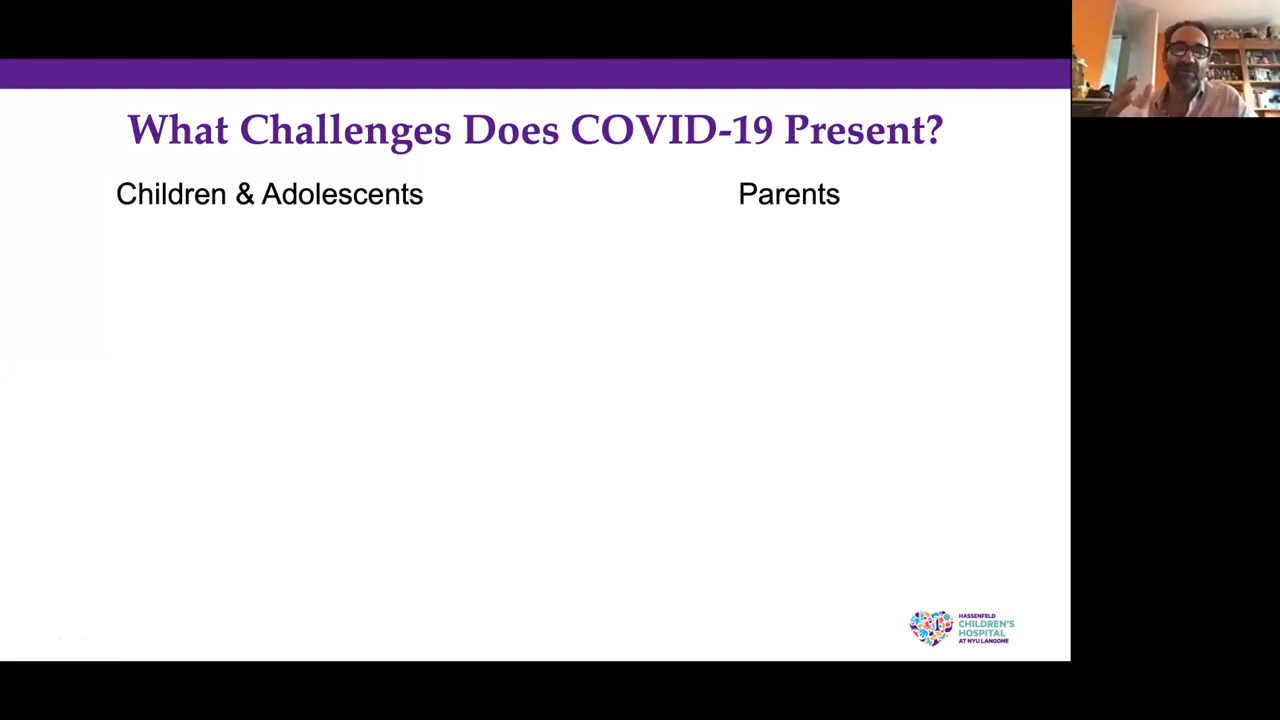 What Challenges Does COVID-19 Present?
Children & Adolescents
Parents
HASSENFELD
CHILDREN'S
HOSPITAL
AT NYU LANGONE